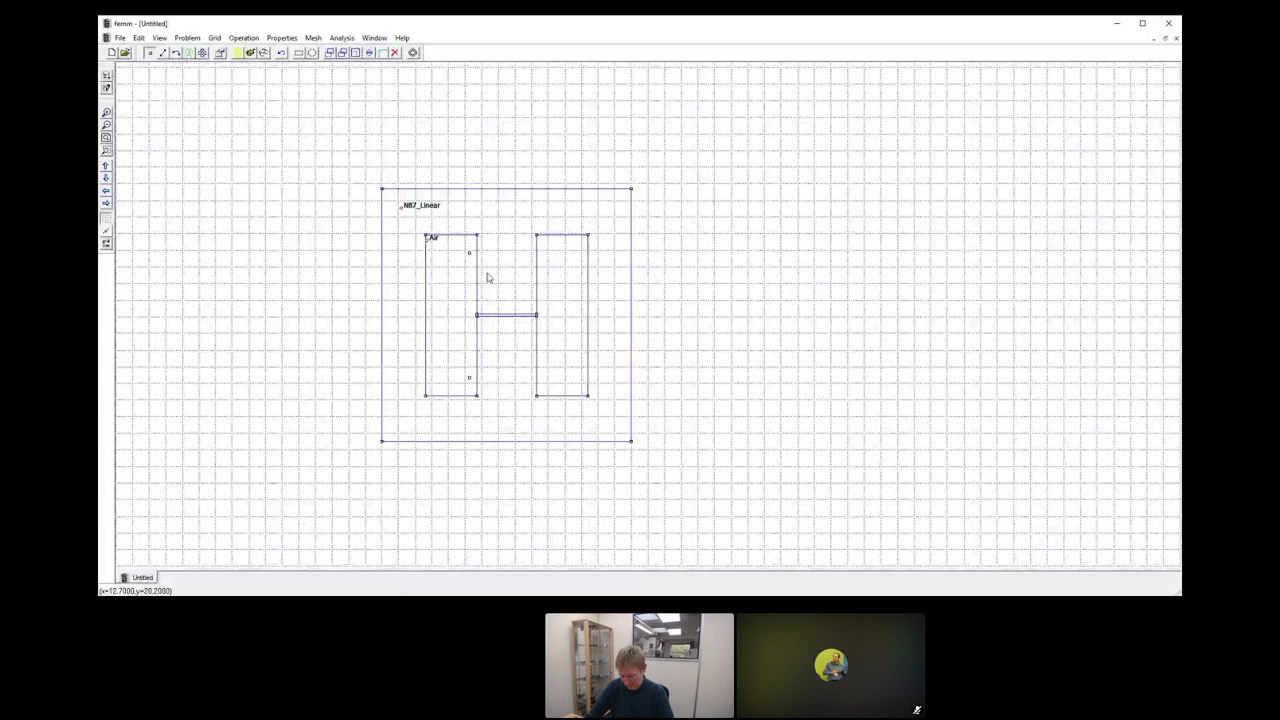 femm - [Untitled]
File Edit View Problem Grid Operation Properties Mesh Analysis Window Help
N87_Linear
Air
Untitled
(x=12.7000,y=26.2000)